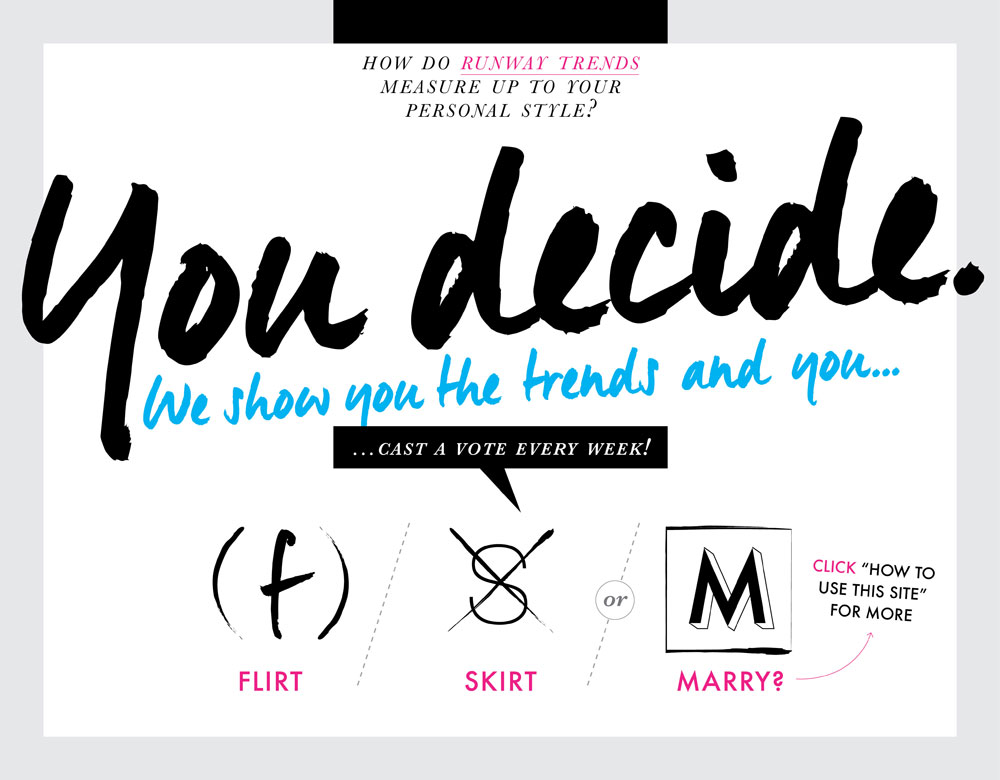 HOW DO RUNWAY TRENDS
MEASURE UP TO YOUR
PERSONAL STYLE?
You decide.
We show you the trends and you...
...CAST A VOTE EVERY WEEK!
(f)
S
or
M
FLIRT
SKIRT
MARRY?
CLICK “HOW TO
USE THIS SITE”
FOR MORE